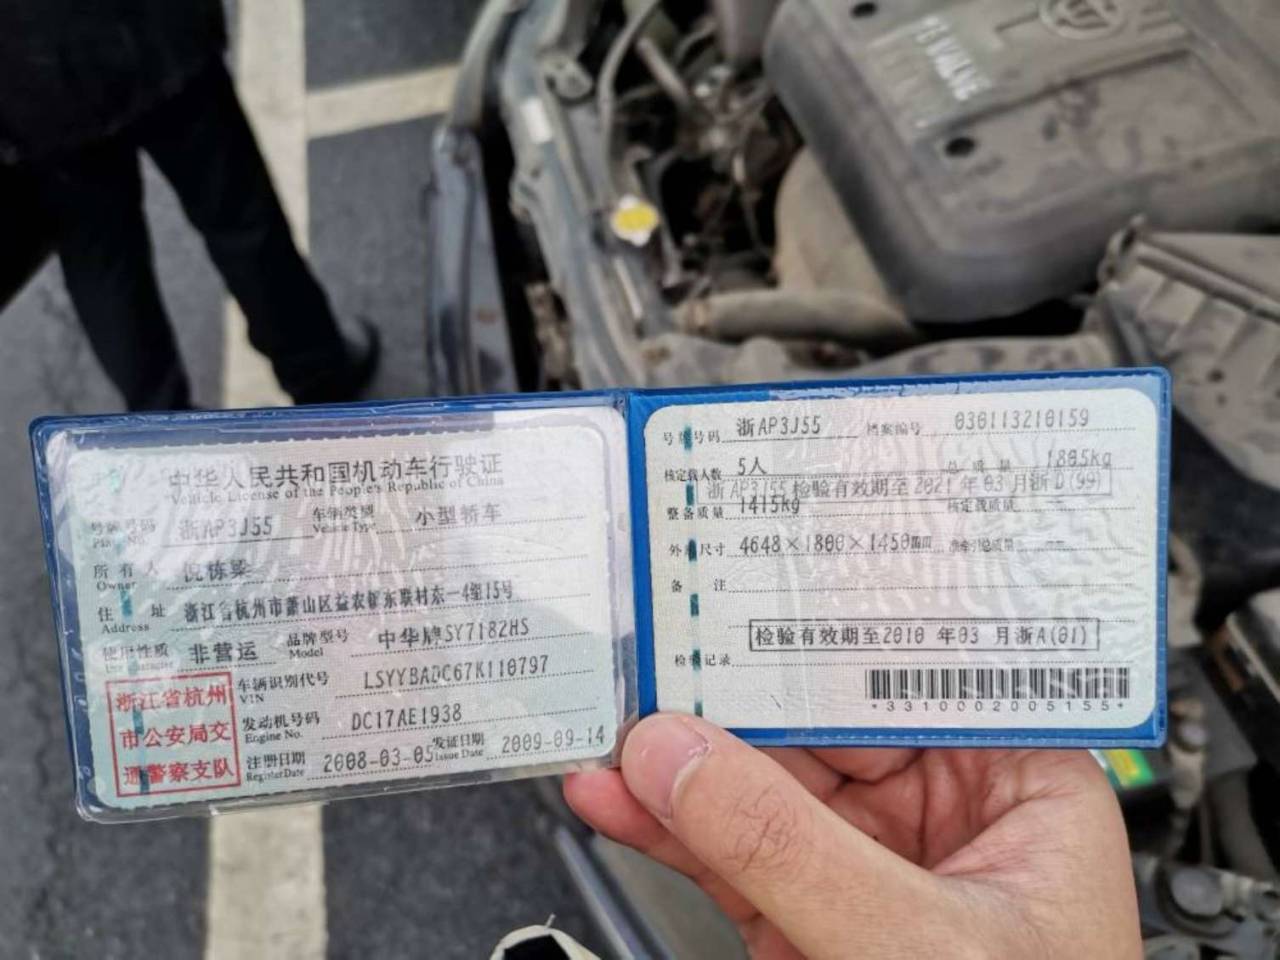 中华人民共和国机动车行驶证
Vehicle License of the People's Republic of China
号牌号码 浙AP3J55 车辆类型 小型轿车
Plate No. Vehicle Type
所有人 倪栋梁
Owner
住址 浙江省杭州市萧山区益农镇东联村东一4组15号
Address
使用性质 非营运 品牌型号 中华牌SY7182HS
Use Character Model
浙江省杭州
市公安局交
通警察支队
车辆识别代号 LSYYBADC67K110797
VIN
发动机号码 DC17AE1938
Engine No.
注册日期 2008-03-05 发证日期 2009-09-14
Register Date Issue Date
号牌号码 浙AP3J55 档案编号 030113210159
核定载人数 5人 总质量 1805kg
浙AP3J55检验有效期至2021年03月浙D(99)
整备质量 1415kg 核定载质量 --
外廓尺寸 4648×1800×1450mm 准牵引总质量 --
备注
检验有效期至2010 年03 月浙A(01)
检验记录
*3310002005155*
VALVE